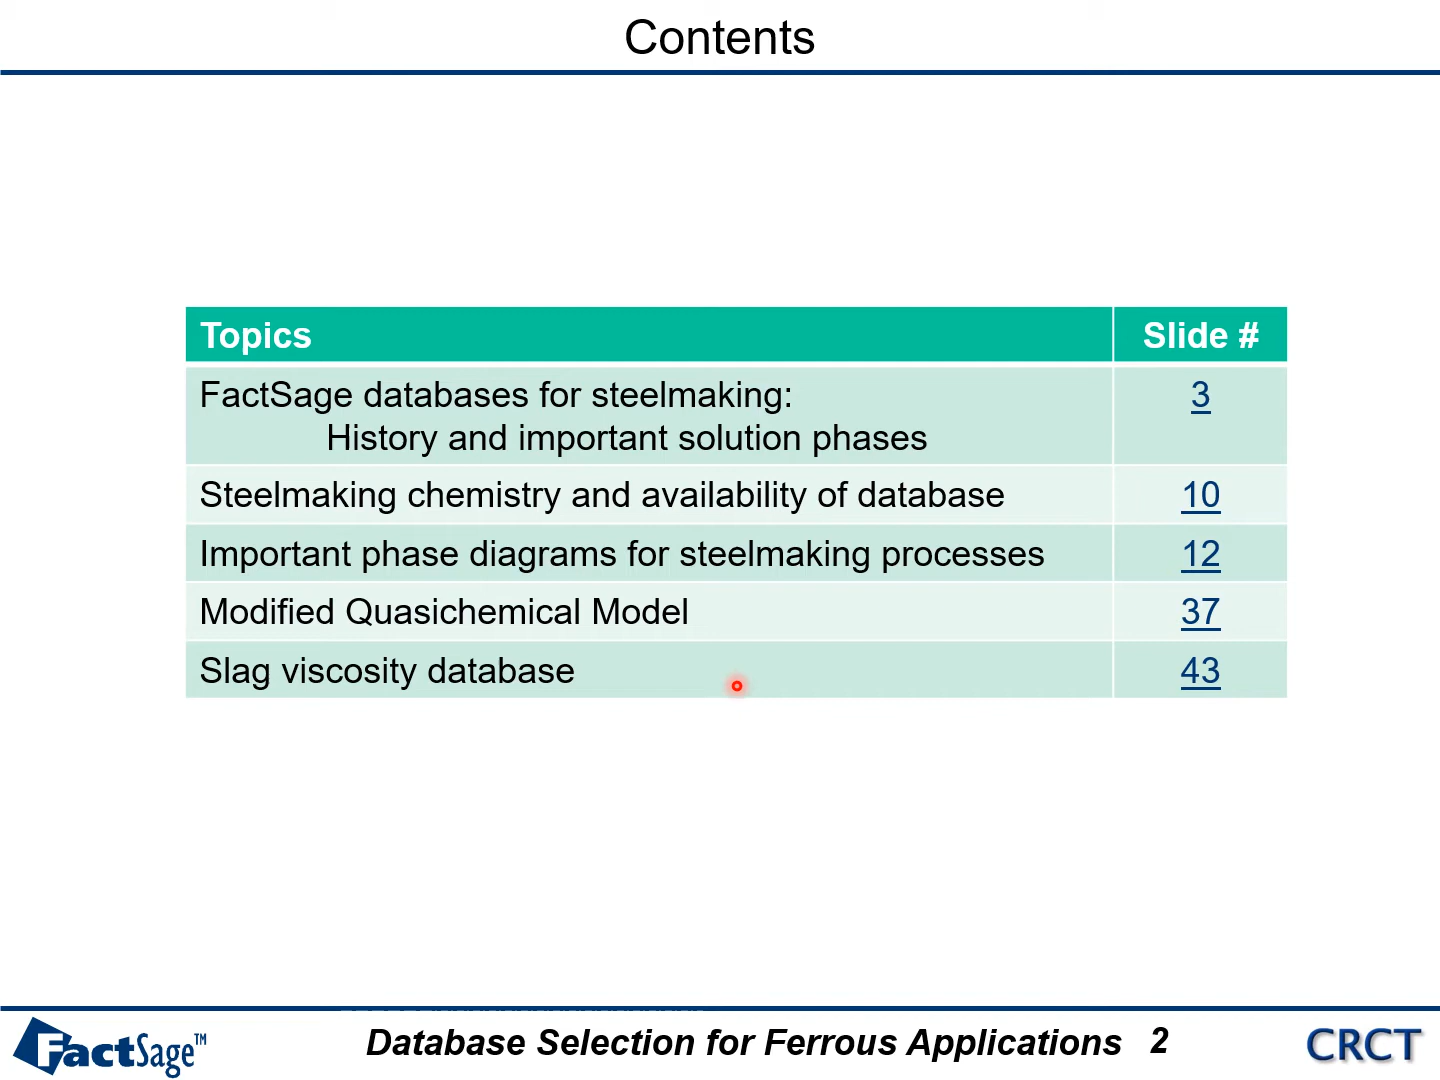 Contents
Topics Slide #
FactSage databases for steelmaking: 3
History and important solution phases
Steelmaking chemistry and availability of database 10
Important phase diagrams for steelmaking processes 12
Modified Quasichemical Model 37
Slag viscosity database 43
FactSage™ Database Selection for Ferrous Applications 2 CRCT